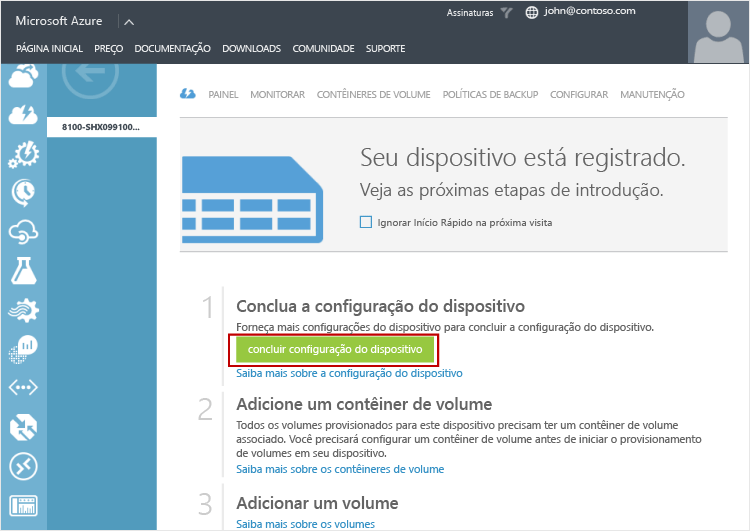 Microsoft Azure
Assinaturas
john@contoso.com
PÁGINA INICIAL PREÇO DOCUMENTAÇÃO DOWNLOADS COMUNIDADE SUPORTE
8100-SHX099100...
PAINEL MONITORAR CONTÊINERES DE VOLUME POLÍTICAS DE BACKUP CONFIGURAR MANUTENÇÃO
Seu dispositivo está registrado.
Veja as próximas etapas de introdução.
Ignorar Início Rápido na próxima visita
1 Conclua a configuração do dispositivo
Forneça mais configurações do dispositivo para concluir a configuração do dispositivo.
concluir configuração do dispositivo
Saiba mais sobre a configuração do dispositivo
2 Adicione um contêiner de volume
Todos os volumes provisionados para este dispositivo precisam ter um contêiner de volume
associado. Você precisará configurar um contêiner de volume antes de iniciar o provisionamento
de volumes em seu dispositivo.
Saiba mais sobre os contêineres de volume
3 Adicionar um volume
Saiba mais sobre os volumes